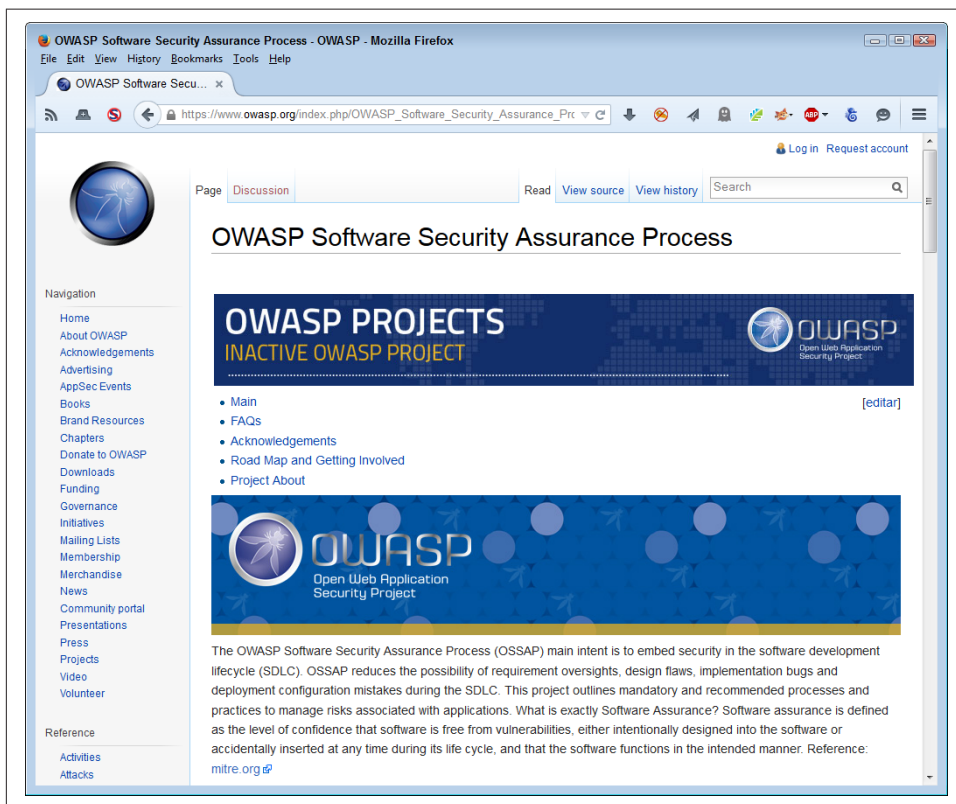 OWASP Software Security Assurance Process - OWASP - Mozilla Firefox
File Edit View History Bookmarks Tools Help
OWASP Software Secu... ×
https://www.owasp.org/index.php/OWASP_Software_Security_Assurance_Prc
ABP
Log in Request account
Page Discussion Read View source View history Search
OWASP Software Security Assurance Process
OWASP PROJECTS
INACTIVE OWASP PROJECT
OWASP
Open Web Application
Security Project
• Main
[editar]
• FAQs
• Acknowledgements
• Road Map and Getting Involved
• Project About
OWASP
Open Web Application
Security Project
The OWASP Software Security Assurance Process (OSSAP) main intent is to embed security in the software development
lifecycle (SDLC). OSSAP reduces the possibility of requirement oversights, design flaws, implementation bugs and
deployment configuration mistakes during the SDLC. This project outlines mandatory and recommended processes and
practices to manage risks associated with applications. What is exactly Software Assurance? Software assurance is defined
as the level of confidence that software is free from vulnerabilities, either intentionally designed into the software or
accidentally inserted at any time during its life cycle, and that the software functions in the intended manner. Reference:
mitre.org
Navigation
Home
About OWASP
Acknowledgements
Advertising
AppSec Events
Books
Brand Resources
Chapters
Donate to OWASP
Downloads
Funding
Governance
Initiatives
Mailing Lists
Membership
Merchandise
News
Community portal
Presentations
Press
Projects
Video
Volunteer
Reference
Activities
Attacks